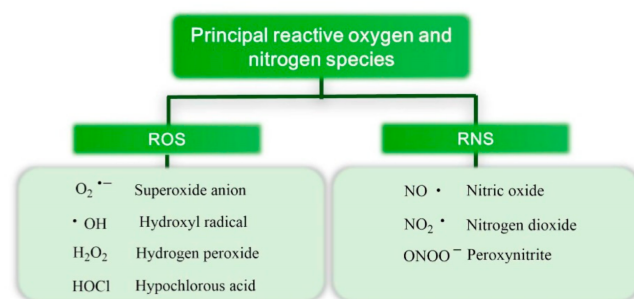 Principal reactive oxygen and
nitrogen species
ROS
RNS
O₂•⁻ Superoxide anion
• OH Hydroxyl radical
H₂O₂ Hydrogen peroxide
HOCl Hypochlorous acid
NO • Nitric oxide
NO₂ • Nitrogen dioxide
ONOO⁻ Peroxynitrite